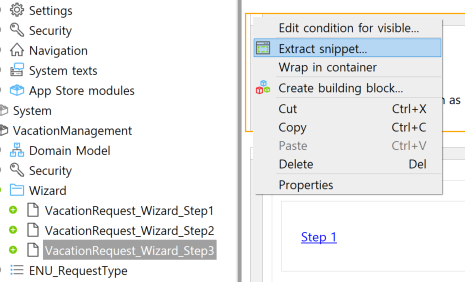 Settings
Security
Navigation
System texts
App Store modules
System
VacationManagement
Domain Model
Security
Wizard
VacationRequest_Wizard_Step1
VacationRequest_Wizard_Step2
VacationRequest_Wizard_Step3
ENU_RequestType
Edit condition for visible...
Extract snippet...
Wrap in container
Create building block...
Cut Ctrl+X
Copy Ctrl+C
Paste Ctrl+V
Delete Del
Properties
as
Step 1